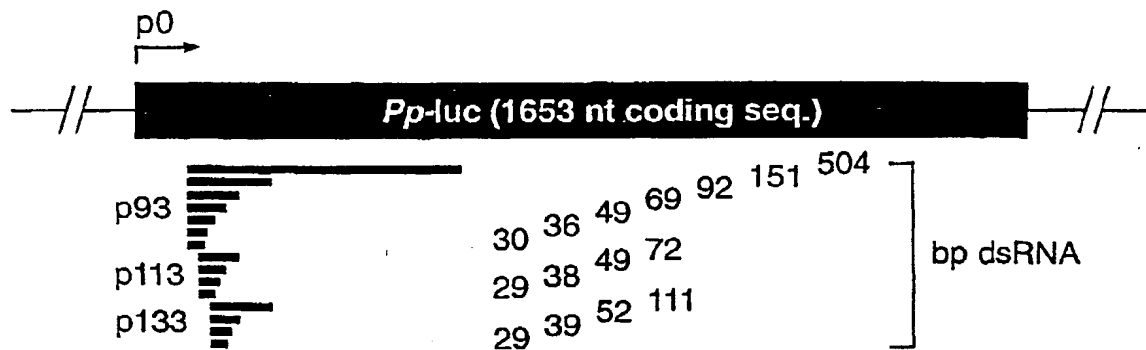 p0
Pp-luc (1653 nt coding seq.)
p93
30 36 49 69 92 151 504
p113
29 38 49 72
p133
29 39 52 111
bp dsRNA